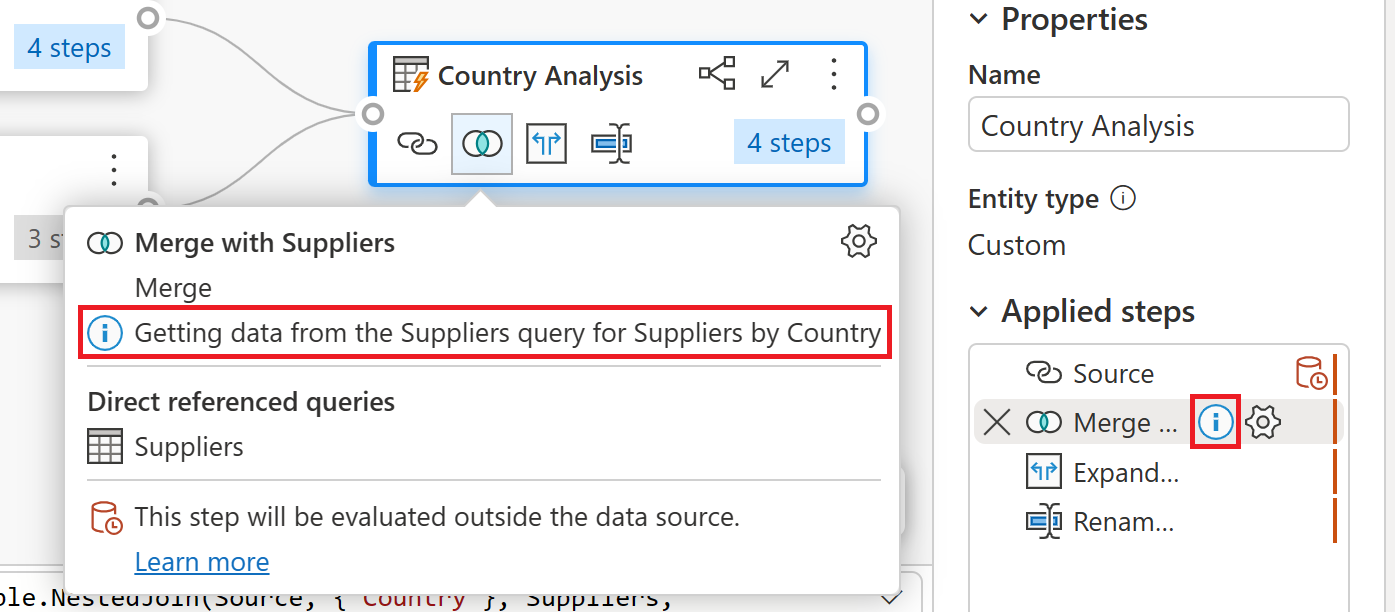 4 steps
Country Analysis
4 steps
3 st
Merge with Suppliers
Merge
Getting data from the Suppliers query for Suppliers by Country
Direct referenced queries
Suppliers
This step will be evaluated outside the data source.
Learn more
ple.NestedJoin(Source, { "Country" }, Suppliers,
Properties
Name
Country Analysis
Entity type
Custom
Applied steps
Source
Merge ...
Expand...
Renam...